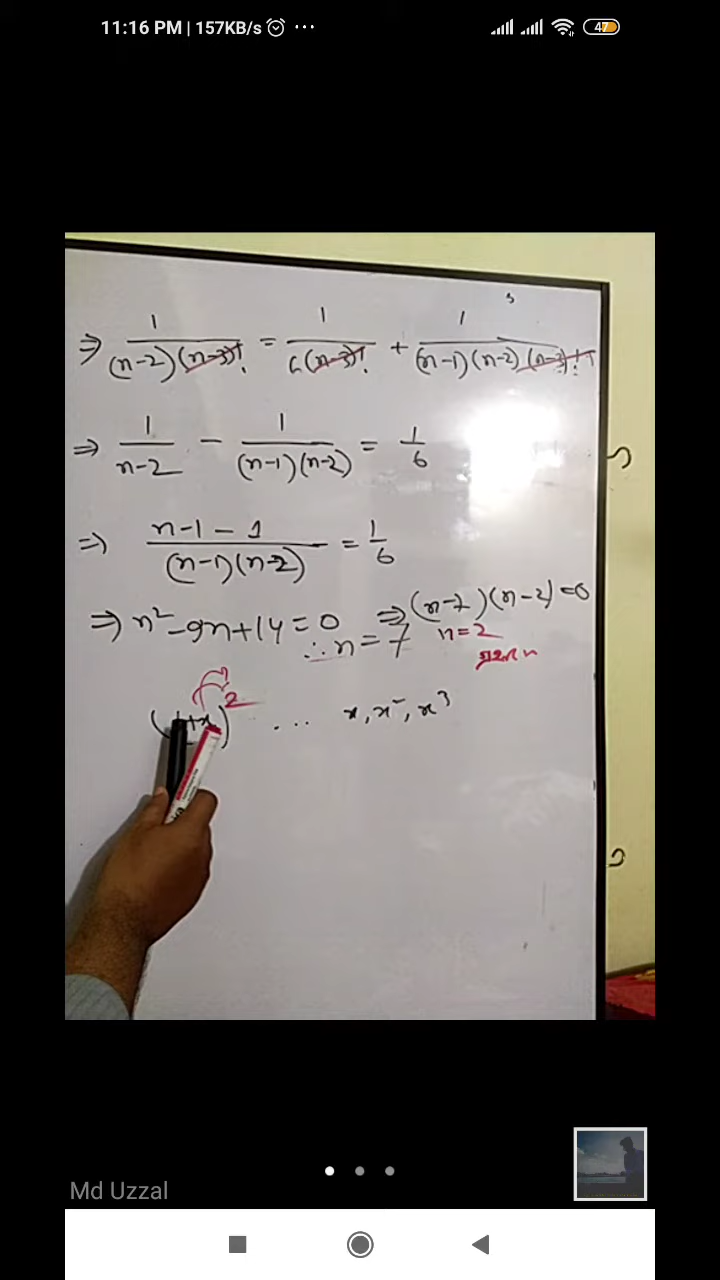 11:16 PM | 157KB/s ... 47
⇒ 1/((n-2)(n-3)!) = 1/(6(n-3)!) + 1/((n-1)(n-2)(n-3)!)
⇒ 1/(n-2) - 1/((n-1)(n-2)) = 1/6
⇒ (n-1-1)/((n-1)(n-2)) = 1/6
⇒ n² - 9n + 14 = 0 ⇒ (n-7)(n-2) = 0
∴ n = 7 n = 2
(1+x)² ... x, x², x³
Md Uzzal